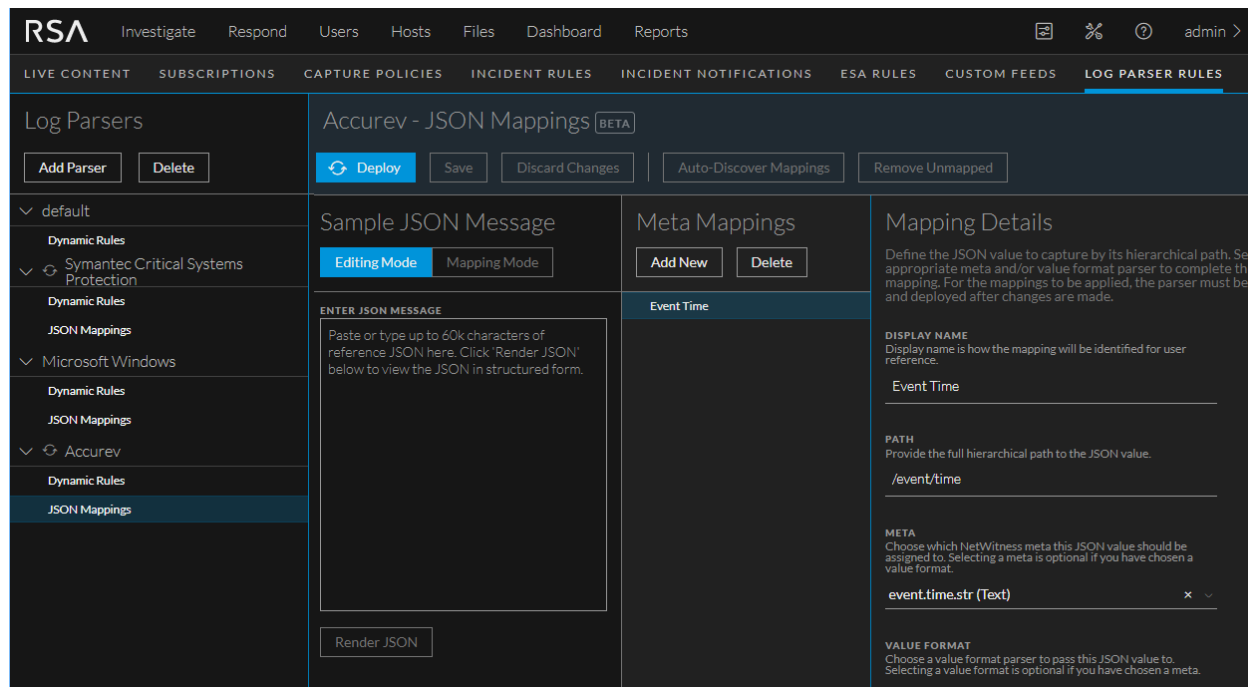 RSA Investigate Respond Users Hosts Files Dashboard Reports admin >
LIVE CONTENT SUBSCRIPTIONS CAPTURE POLICIES INCIDENT RULES INCIDENT NOTIFICATIONS ESA RULES CUSTOM FEEDS LOG PARSER RULES
Log Parsers
Add Parser Delete
default
Dynamic Rules
Symantec Critical Systems
Protection
Dynamic Rules
JSON Mappings
Microsoft Windows
Dynamic Rules
JSON Mappings
Accurev
Dynamic Rules
JSON Mappings
Accurev - JSON Mappings BETA
Deploy Save Discard Changes Auto-Discover Mappings Remove Unmapped
Sample JSON Message
Editing Mode Mapping Mode
ENTER JSON MESSAGE
Paste or type up to 60k characters of
reference JSON here. Click 'Render JSON'
below to view the JSON in structured form.
Render JSON
Meta Mappings
Add New Delete
Event Time
Mapping Details
Define the JSON value to capture by its hierarchical path. Se
appropriate meta and/or value format parser to complete th
mapping. For the mappings to be applied, the parser must be
and deployed after changes are made.
DISPLAY NAME
Display name is how the mapping will be identified for user
reference.
Event Time
PATH
Provide the full hierarchical path to the JSON value.
/event/time
META
Choose which NetWitness meta this JSON value should be
assigned to. Selecting a meta is optional if you have chosen a
value format.
event.time.str (Text)
VALUE FORMAT
Choose a value format parser to pass this JSON value to.
Selecting a value format is optional if you have chosen a meta.